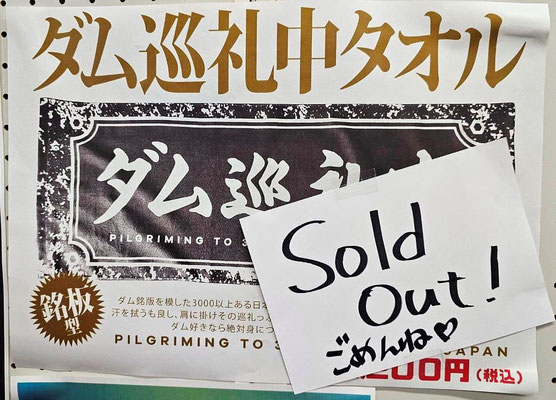 ダム巡礼中タオル
ダム巡礼中
PILGRIMING TO 3
Sold
Out!
ごめんね♡
銘板
型
ダム銘版を模した3000以上ある日本
汗を拭うも良し、肩に掛けその巡礼っ
ダム好きなら絶対身につ
PILGRIMING TO 3
JAPAN
200円(税込)